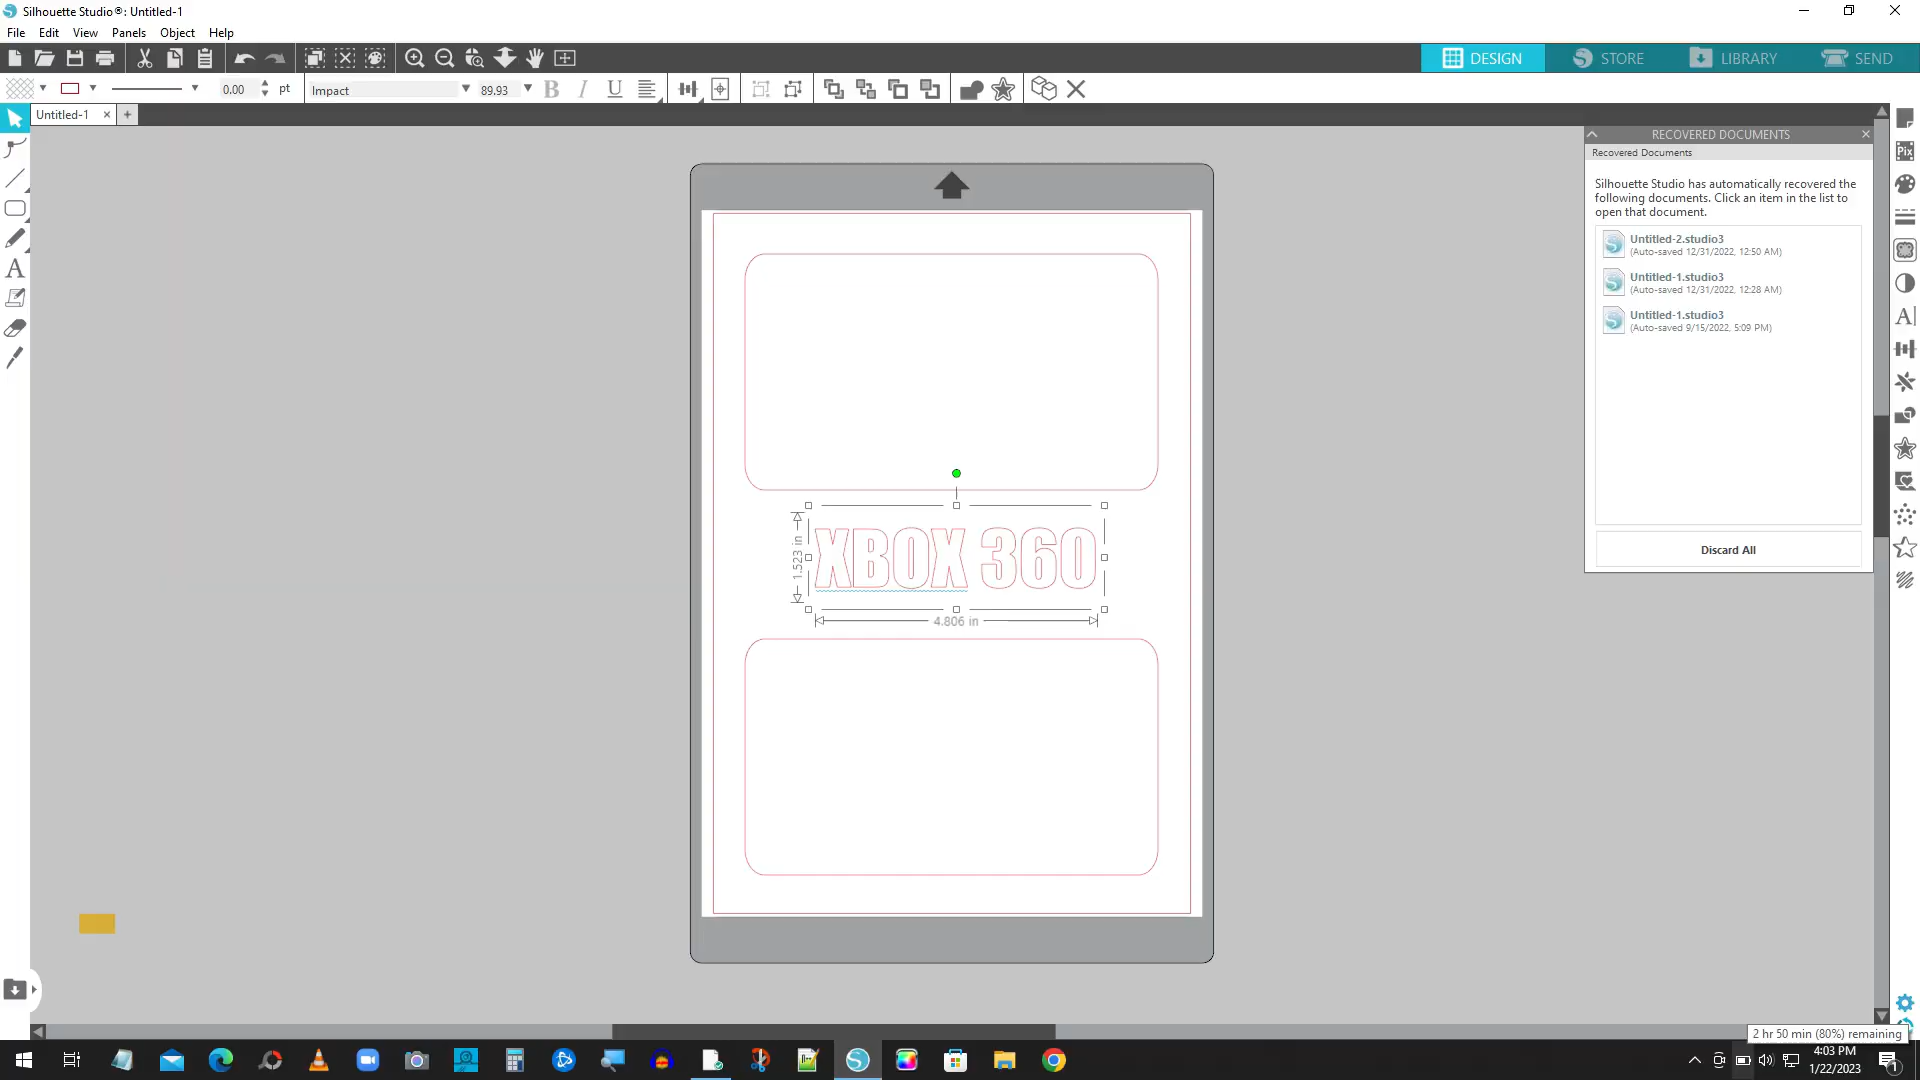 Silhouette Studio®: Untitled-1
File Edit View Panels Object Help
DESIGN STORE LIBRARY SEND
0.00 pt Impact 89.93 B I U
Untitled-1 × +
RECOVERED DOCUMENTS
Recovered Documents
Silhouette Studio has automatically recovered the
following documents. Click an item in the list to
open that document.
Untitled-2.studio3
(Auto-saved 12/31/2022, 12:50 AM)
Untitled-1.studio3
(Auto-saved 12/31/2022, 12:28 AM)
Untitled-1.studio3
(Auto-saved 9/15/2022, 5:09 PM)
Discard All
Pix
A
A
XBOX 360
1.523 in
4.806 in
2 hr 50 min (80%) remaining
4:03 PM
1/22/2023
1